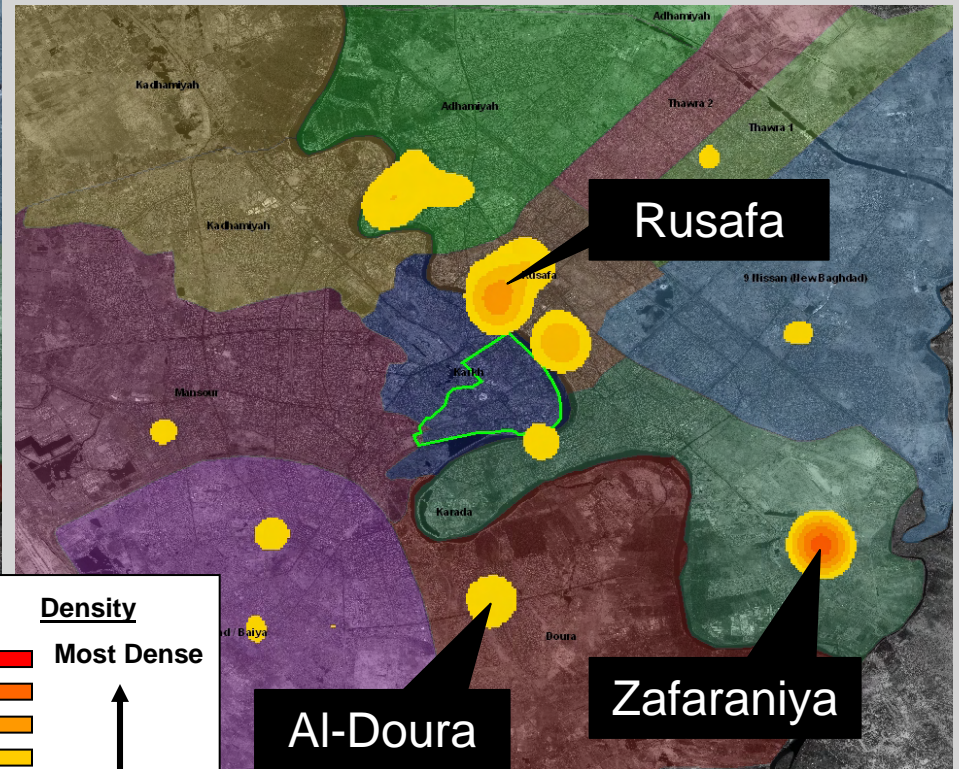 Adhamiyah
Kadhamiyah
Adhamiyah
Thawra 2
Thawra 1
Rusafa
Kadhamiyah
Rusafa
9 Nissan (New Baghdad)
Karkh
Mansour
Karada
Density
Most Dense
Baiya
Doura
Al-Doura
Zafaraniya